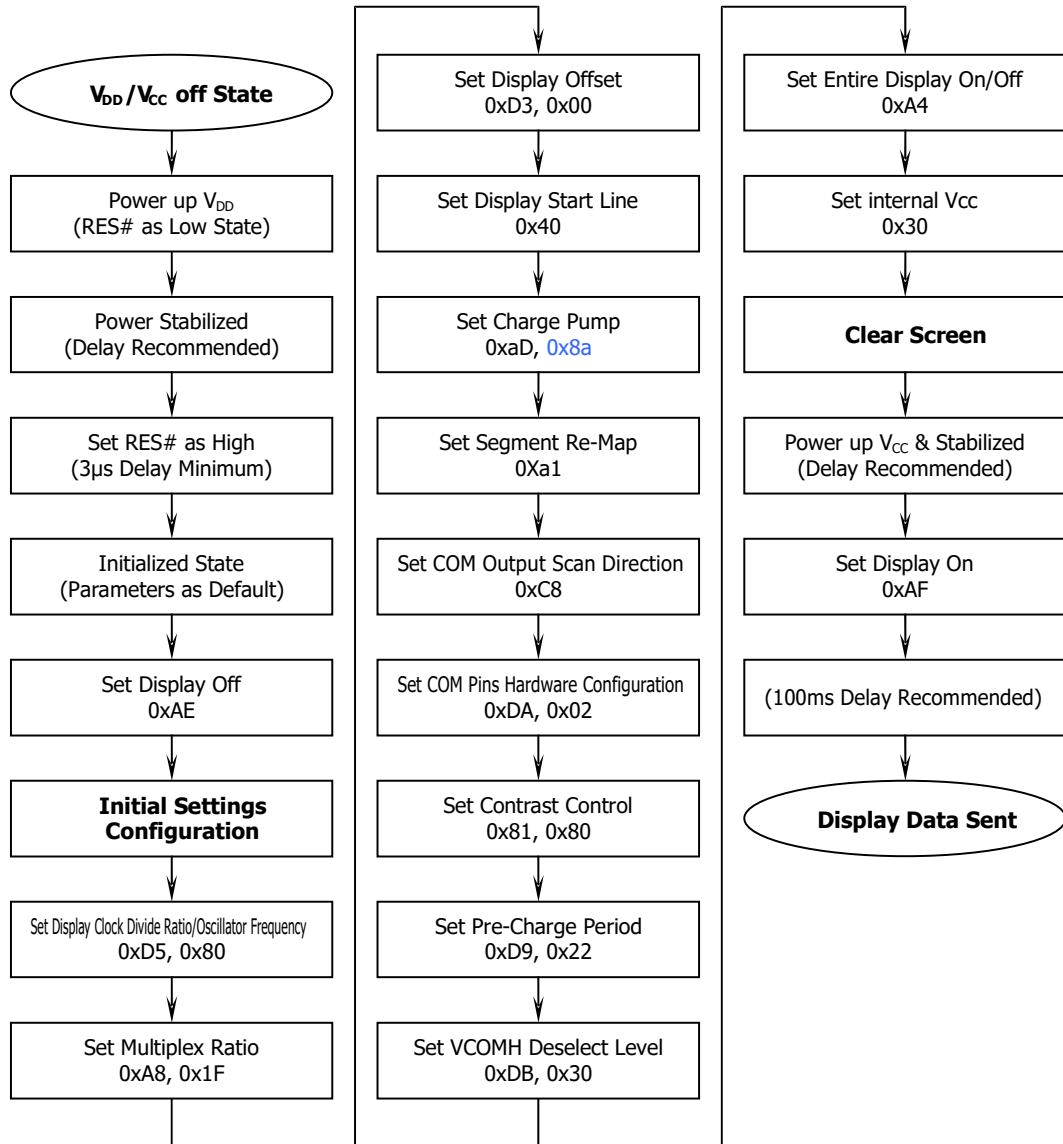 V_DD/V_CC off State
Power up V_DD
(RES# as Low State)
Power Stabilized
(Delay Recommended)
Set RES# as High
(3µs Delay Minimum)
Initialized State
(Parameters as Default)
Set Display Off
0xAE
Initial Settings
Configuration
Set Display Clock Divide Ratio/Oscillator Frequency
0xD5, 0x80
Set Multiplex Ratio
0xA8, 0x1F
Set Display Offset
0xD3, 0x00
Set Display Start Line
0x40
Set Charge Pump
0xaD, 0x8a
Set Segment Re-Map
0Xa1
Set COM Output Scan Direction
0xC8
Set COM Pins Hardware Configuration
0xDA, 0x02
Set Contrast Control
0x81, 0x80
Set Pre-Charge Period
0xD9, 0x22
Set VCOMH Deselect Level
0xDB, 0x30
Set Entire Display On/Off
0xA4
Set internal Vcc
0x30
Clear Screen
Power up V_CC & Stabilized
(Delay Recommended)
Set Display On
0xAF
(100ms Delay Recommended)
Display Data Sent